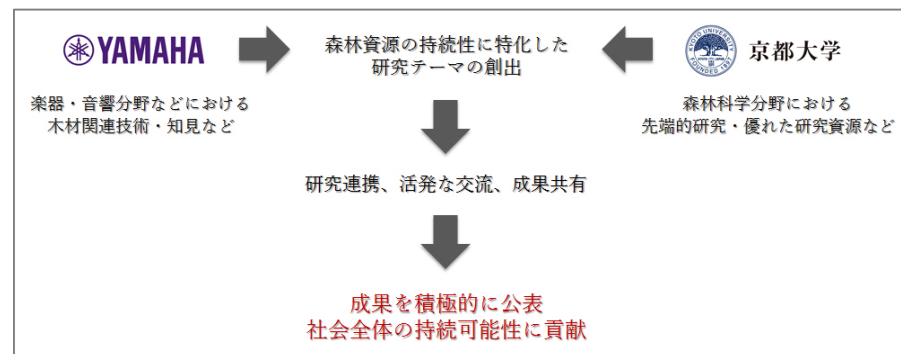 YAMAHA
楽器・音響分野などにおける
木材関連技術・知見など
森林資源の持続性に特化した
研究テーマの創出
KYOTO UNIVERSITY
FOUNDED 1897
京都大学
森林科学分野における
先端的研究・優れた研究資源など
研究連携、活発な交流、成果共有
成果を積極的に公表
社会全体の持続可能性に貢献